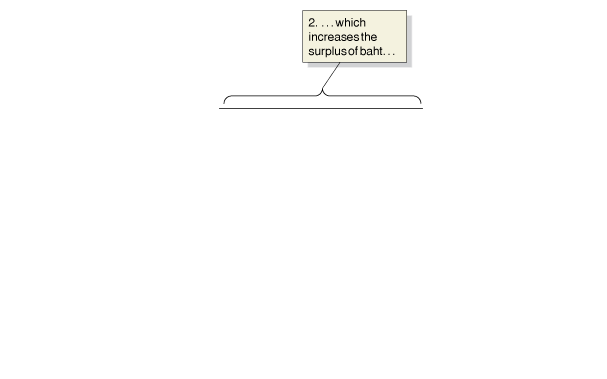 2. . . . which
increases the
surplus of baht. . .